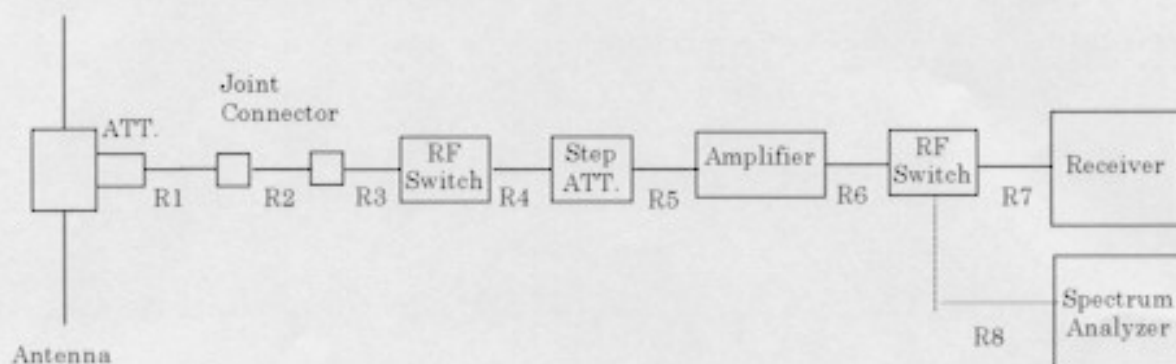 Joint
Connector
ATT.
RF
Switch
Step
ATT.
Amplifier
RF
Switch
Receiver
R1
R2
R3
R4
R5
R6
R7
Spectrum
Analyzer
R8
Antenna